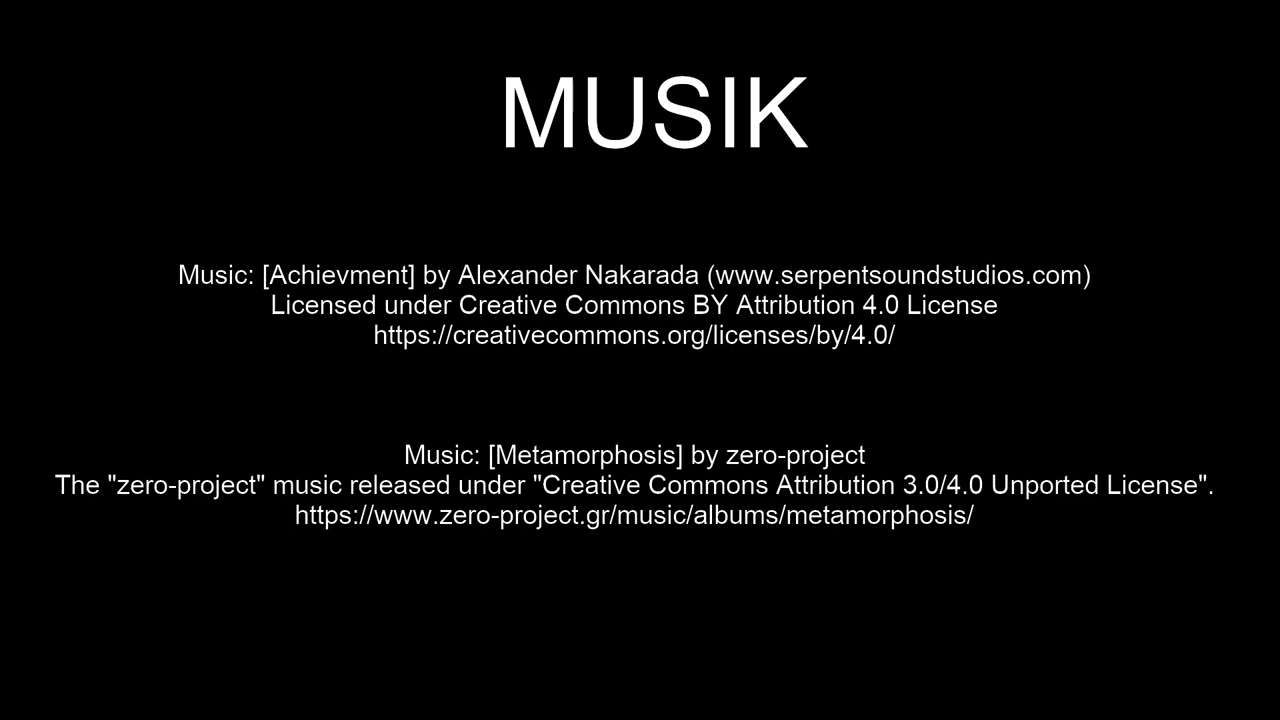 MUSIK
Music: [Achievment] by Alexander Nakarada (www.serpentsoundstudios.com)
Licensed under Creative Commons BY Attribution 4.0 License
https://creativecommons.org/licenses/by/4.0/
Music: [Metamorphosis] by zero-project
The "zero-project" music released under "Creative Commons Attribution 3.0/4.0 Unported License".
https://www.zero-project.gr/music/albums/metamorphosis/